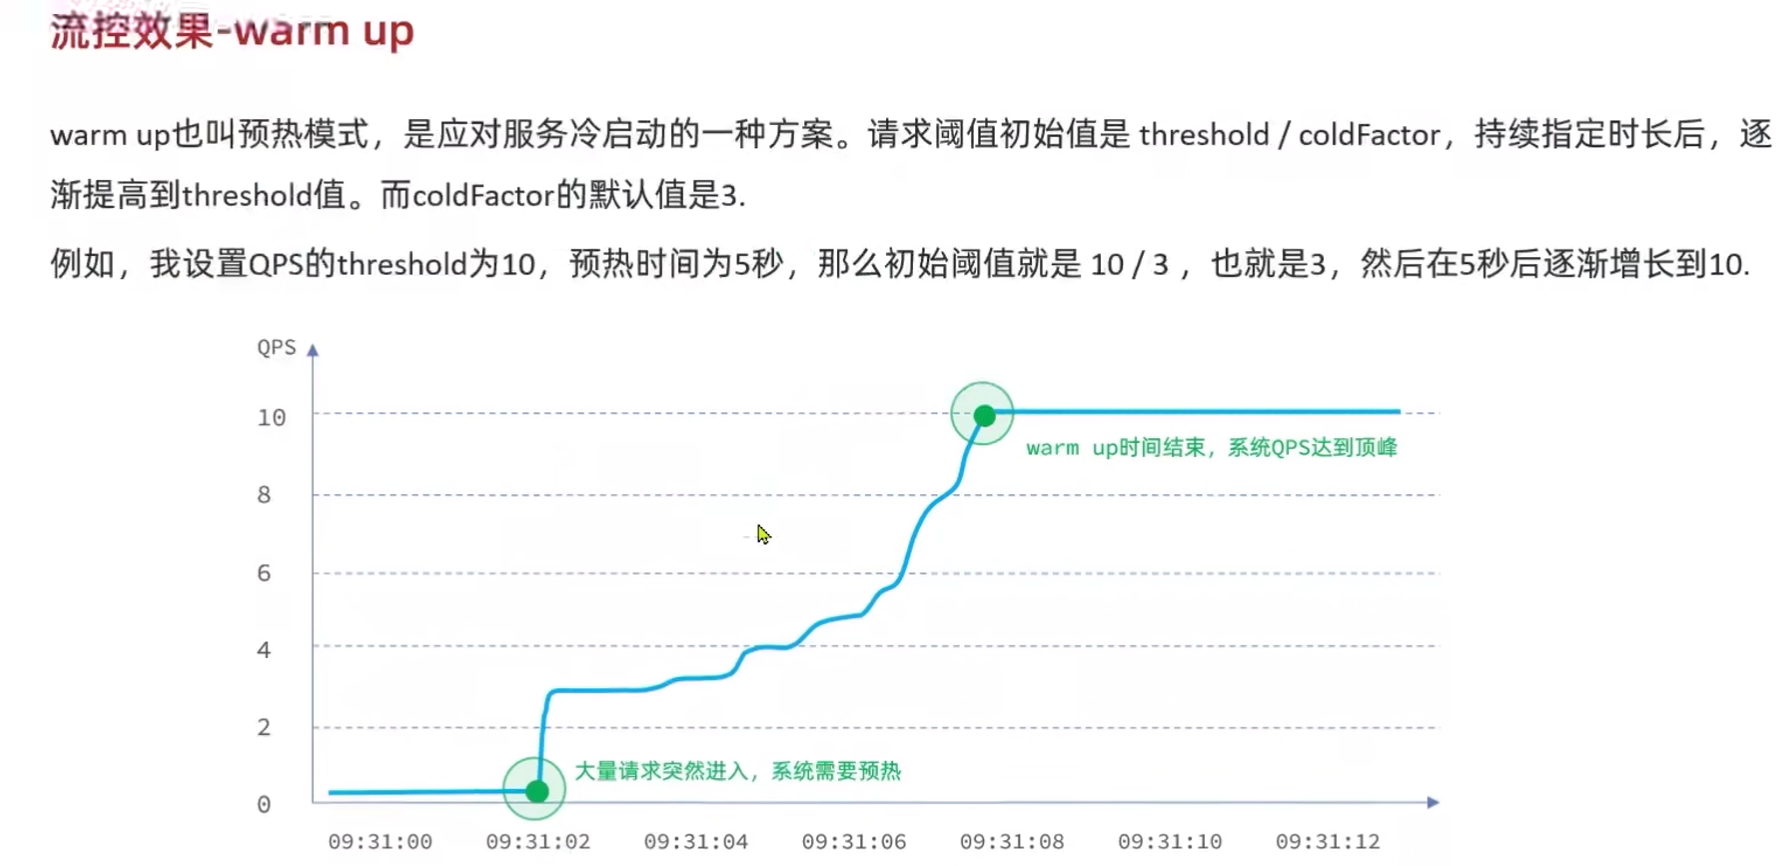 流控效果-warm up
warm up也叫预热模式，是应对服务冷启动的一种方案。请求阈值初始值是 threshold / coldFactor，持续指定时长后，逐
渐提高到threshold值。而coldFactor的默认值是3.
例如，我设置QPS的threshold为10，预热时间为5秒，那么初始阈值就是 10 / 3 ，也就是3，然后在5秒后逐渐增长到10.
QPS
10
warm up时间结束，系统QPS达到顶峰
8
6
4
2
大量请求突然进入，系统需要预热
0
09:31:00 09:31:02 09:31:04 09:31:06 09:31:08 09:31:10 09:31:12